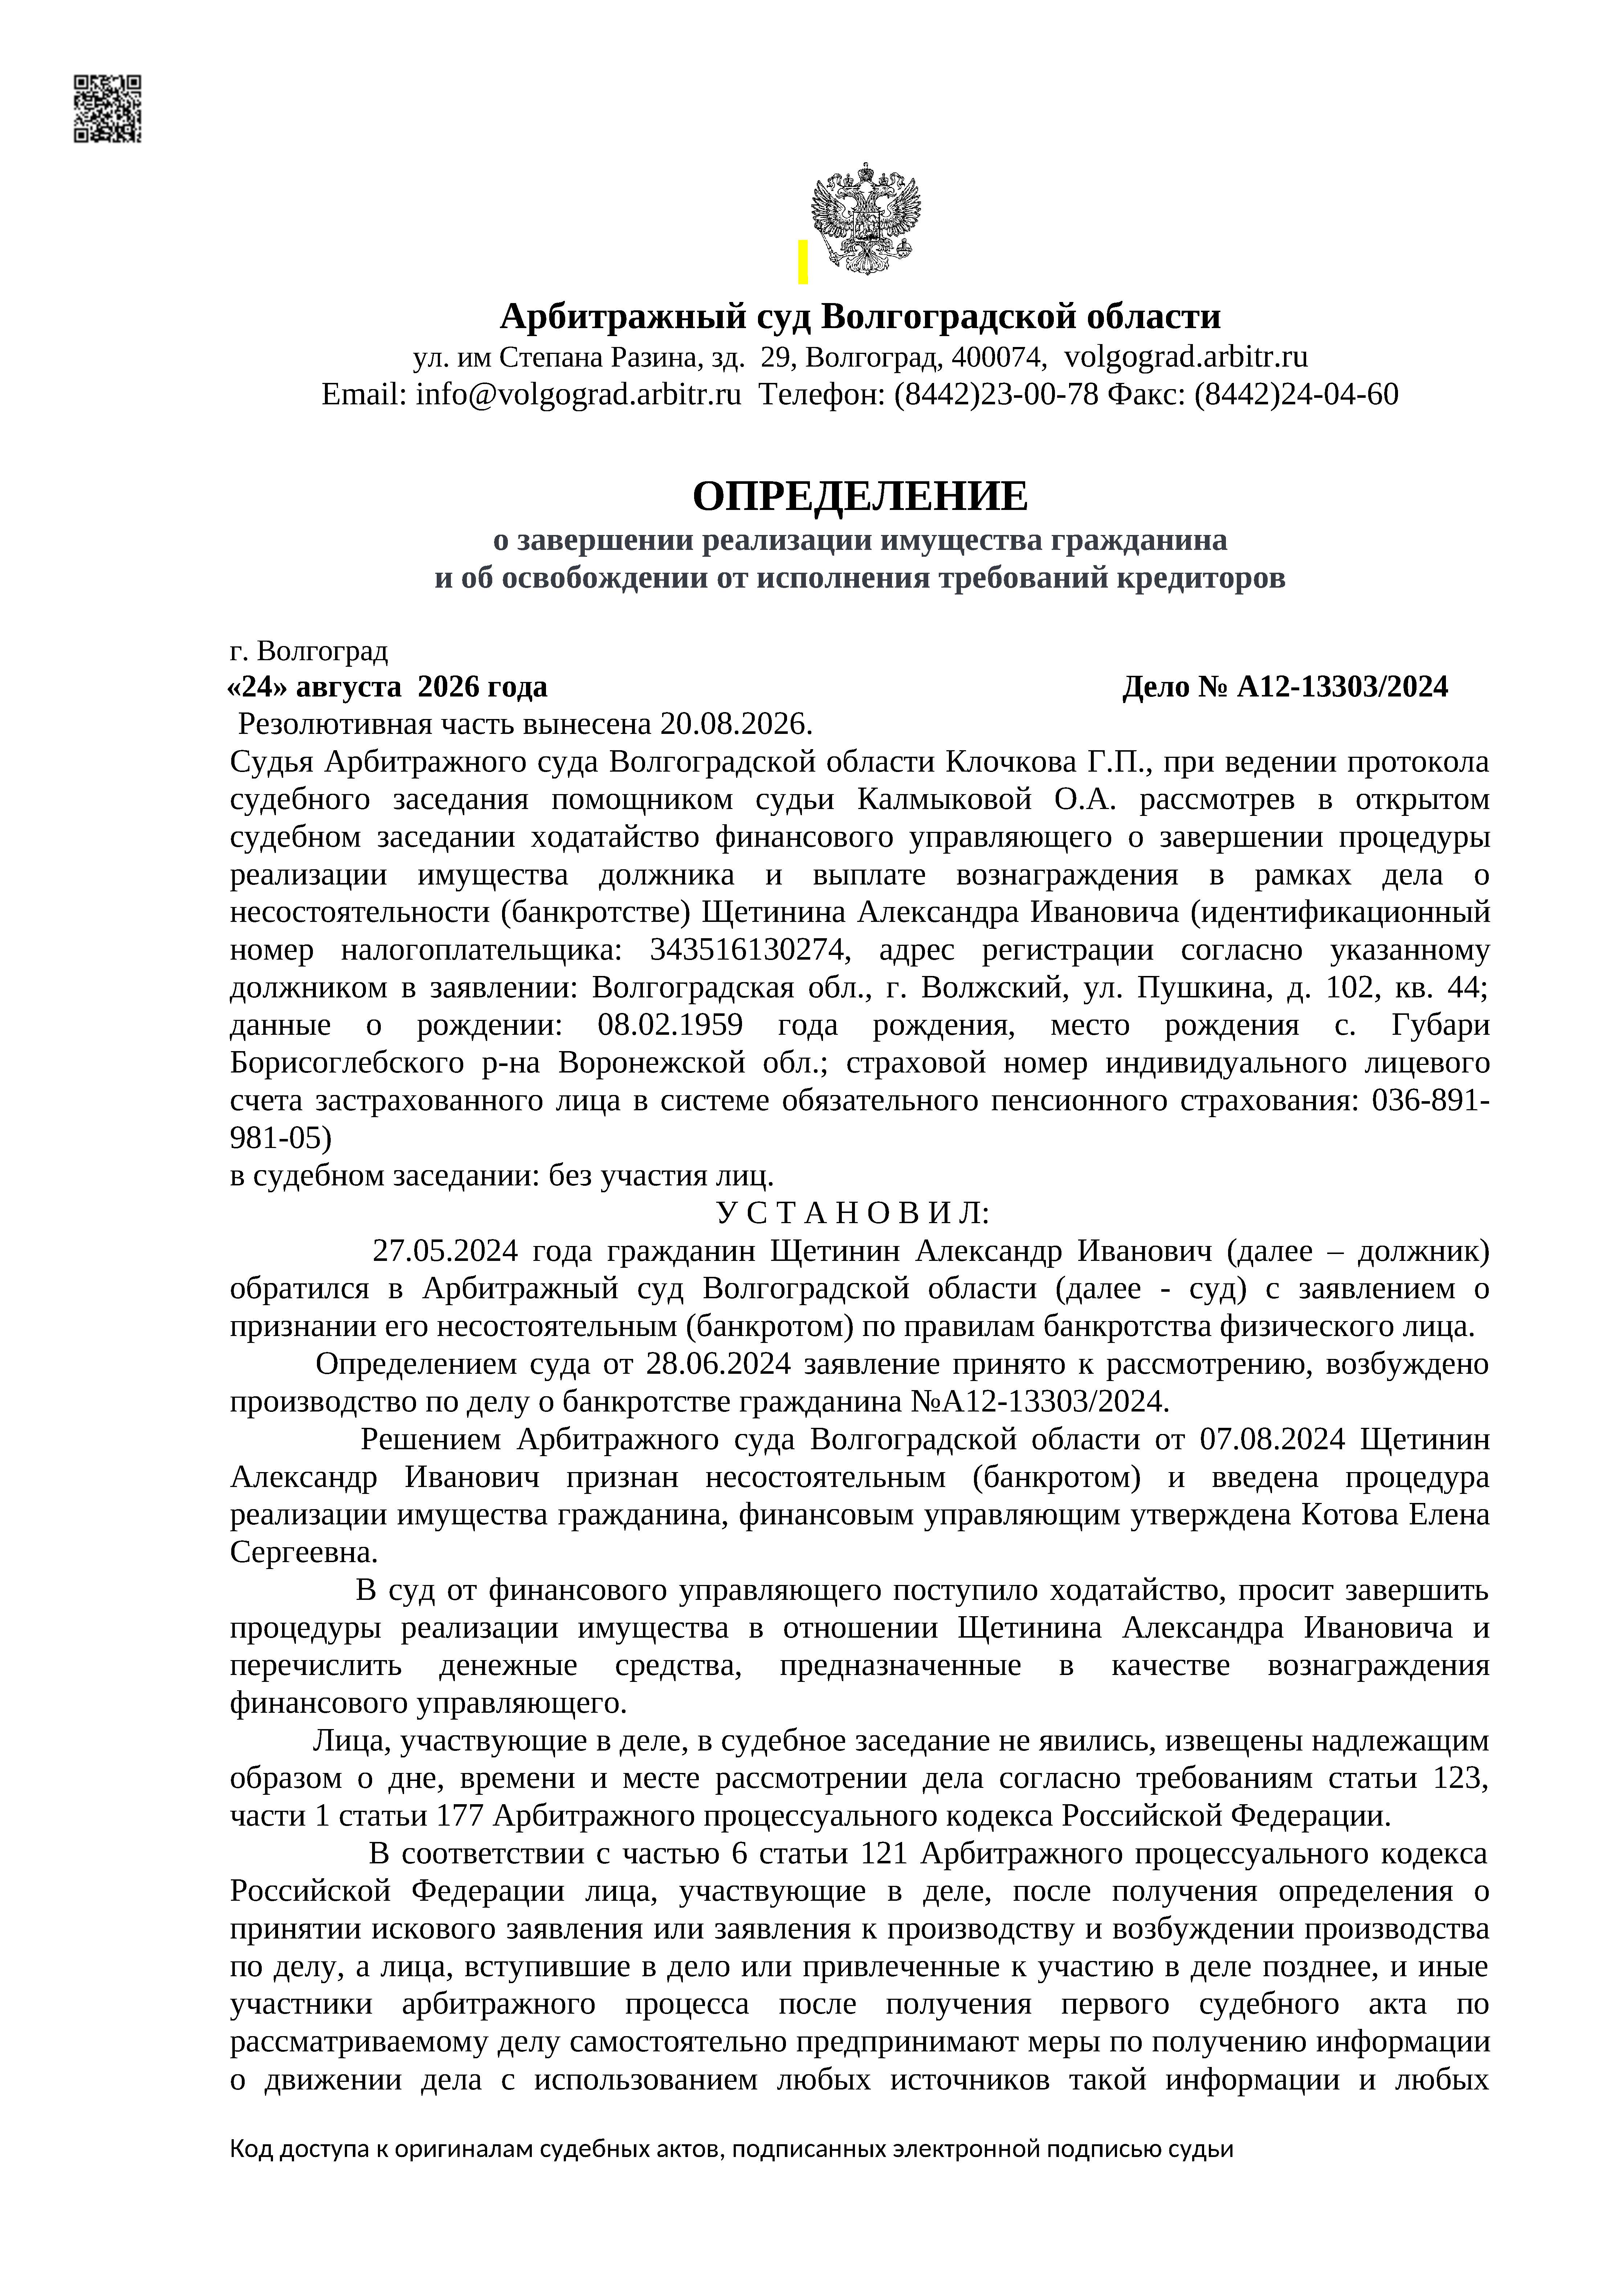 Арбитражный суд Волгоградской области
ул. им Степана Разина, зд.  29, Волгоград, 400074,  volgograd.arbitr.ru
Email: info@volgograd.arbitr.ru  Телефон: (8442)23-00-78 Факс: (8442)24-04-60
ОПРЕДЕЛЕНИЕ
о завершении реализации имущества гражданина
и об освобождении от исполнения требований кредиторов
г. Волгоград
«24» августа  2026 года Дело № А12-13303/2024
Резолютивная часть вынесена 20.08.2026.
Судья Арбитражного суда Волгоградской области Клочкова Г.П., при ведении протокола
судебного заседания помощником судьи Калмыковой О.А. рассмотрев в открытом
судебном заседании ходатайство финансового управляющего о завершении процедуры
реализации имущества должника и выплате вознаграждения в рамках дела о
несостоятельности (банкротстве) Щетинина Александра Ивановича (идентификационный
номер налогоплательщика: 343516130274, адрес регистрации согласно указанному
должником в заявлении: Волгоградская обл., г. Волжский, ул. Пушкина, д. 102, кв. 44;
данные о рождении: 08.02.1959 года рождения, место рождения с. Губари
Борисоглебского р-на Воронежской обл.; страховой номер индивидуального лицевого
счета застрахованного лица в системе обязательного пенсионного страхования: 036-891-
981-05)
в судебном заседании: без участия лиц.
У С Т А Н О В И Л:
27.05.2024 года гражданин Щетинин Александр Иванович (далее – должник)
обратился в Арбитражный суд Волгоградской области (далее - суд) с заявлением о
признании его несостоятельным (банкротом) по правилам банкротства физического лица.
Определением суда от 28.06.2024 заявление принято к рассмотрению, возбуждено
производство по делу о банкротстве гражданина №А12-13303/2024.
Решением Арбитражного суда Волгоградской области от 07.08.2024 Щетинин
Александр Иванович признан несостоятельным (банкротом) и введена процедура
реализации имущества гражданина, финансовым управляющим утверждена Котова Елена
Сергеевна.
В суд от финансового управляющего поступило ходатайство, просит завершить
процедуры реализации имущества в отношении Щетинина Александра Ивановича и
перечислить денежные средства, предназначенные в качестве вознаграждения
финансового управляющего.
Лица, участвующие в деле, в судебное заседание не явились, извещены надлежащим
образом о дне, времени и месте рассмотрении дела согласно требованиям статьи 123,
части 1 статьи 177 Арбитражного процессуального кодекса Российской Федерации.
В соответствии с частью 6 статьи 121 Арбитражного процессуального кодекса
Российской Федерации лица, участвующие в деле, после получения определения о
принятии искового заявления или заявления к производству и возбуждении производства
по делу, а лица, вступившие в дело или привлеченные к участию в деле позднее, и иные
участники арбитражного процесса после получения первого судебного акта по
рассматриваемому делу самостоятельно предпринимают меры по получению информации
о движении дела с использованием любых источников такой информации и любых
Код доступа к оригиналам судебных актов, подписанных электронной подписью судьи